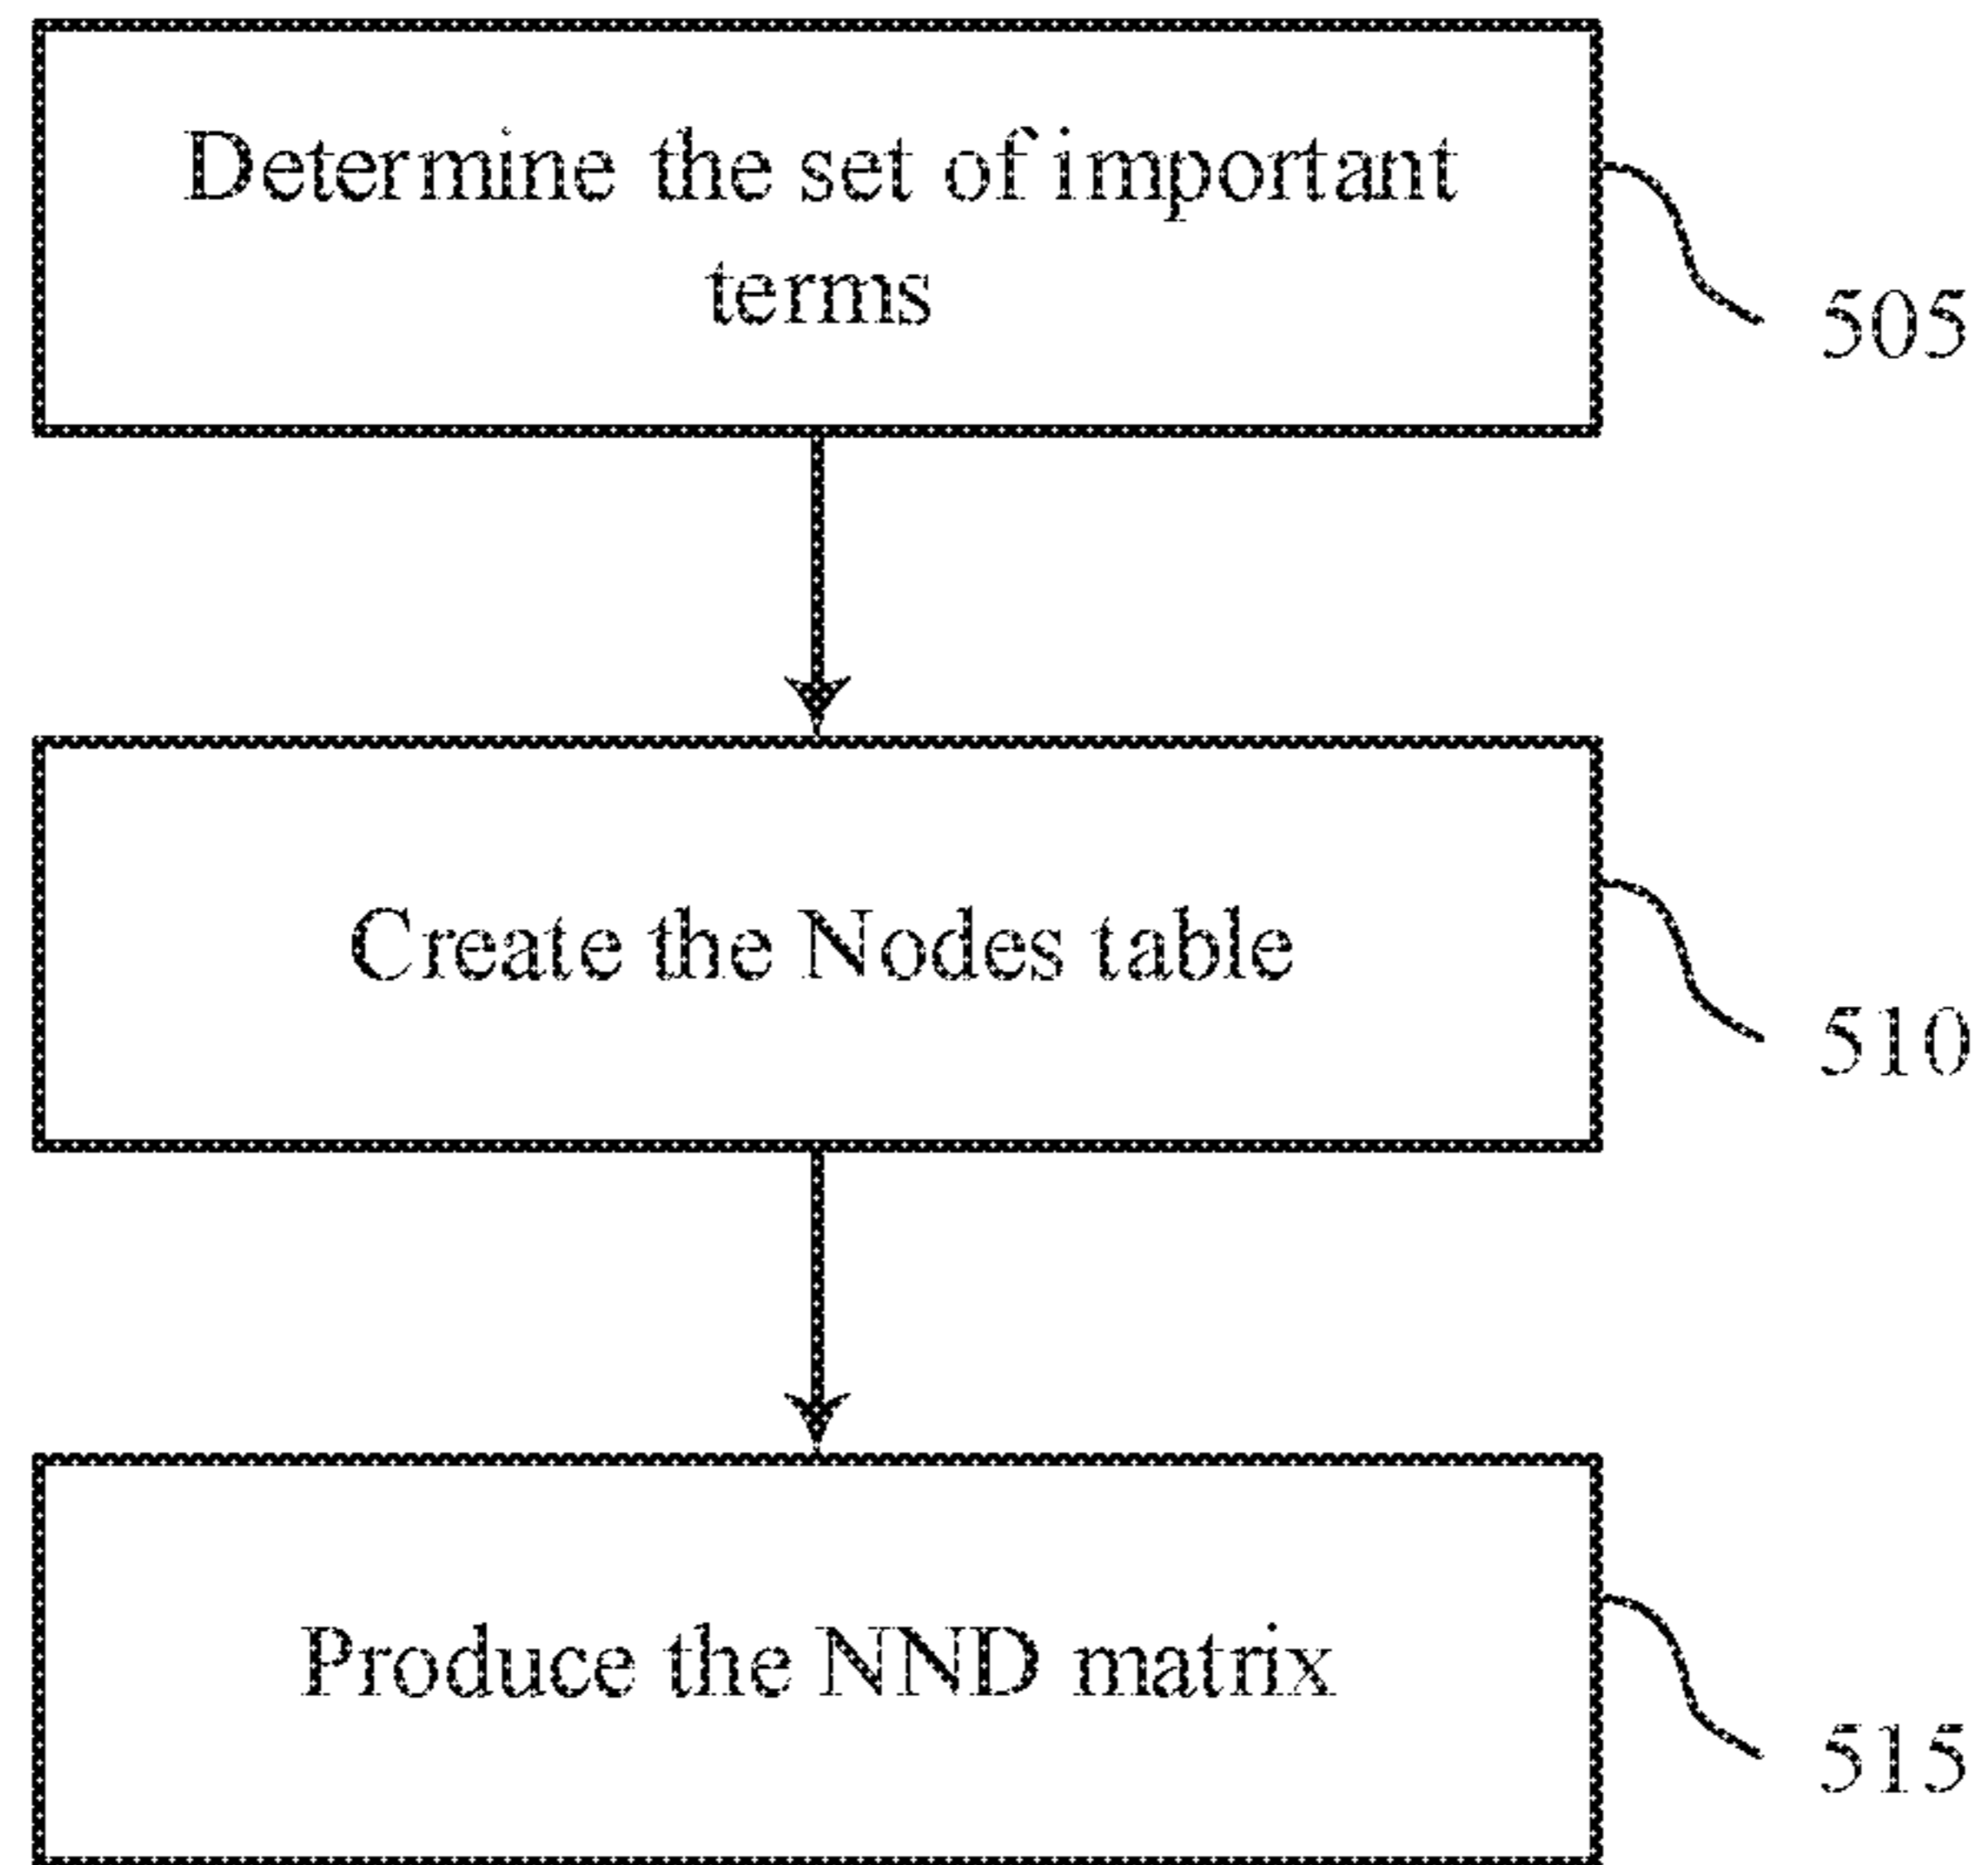 Determine the set of important
terms
505
Create the Nodes table
510
Produce the NND matrix
515